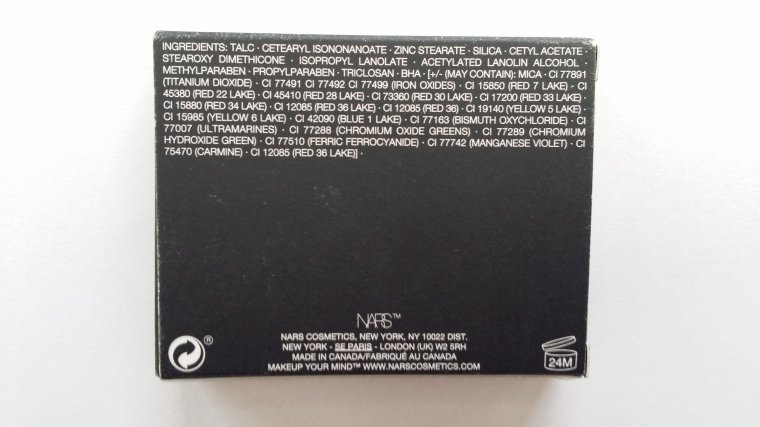 INGREDIENTS: TALC · CETEARYL ISONONANOATE · ZINC STEARATE · SILICA · CETYL ACETATE ·
STEAROXY DIMETHICONE · ISOPROPYL LANOLATE · ACETYLATED LANOLIN ALCOHOL ·
METHYLPARABEN · PROPYLPARABEN · TRICLOSAN · BHA · [+/- (MAY CONTAIN): MICA · CI 77891
(TITANIUM DIOXIDE) · CI 77491 CI 77492 CI 77499 (IRON OXIDES) · CI 15850 (RED 7 LAKE) · CI
45380 (RED 22 LAKE) · CI 45410 (RED 28 LAKE) · CI 73360 (RED 30 LAKE) · CI 17200 (RED 33 LAKE) ·
CI 15880 (RED 34 LAKE) · CI 12085 (RED 36 LAKE) · CI 12085 (RED 36) · CI 19140 (YELLOW 5 LAKE) ·
CI 15985 (YELLOW 6 LAKE) · CI 42090 (BLUE 1 LAKE) · CI 77163 (BISMUTH OXYCHLORIDE) · CI
77007 (ULTRAMARINES) · CI 77288 (CHROMIUM OXIDE GREENS) · CI 77289 (CHROMIUM
HYDROXIDE GREEN) · CI 77510 (FERRIC FERROCYANIDE) · CI 77742 (MANGANESE VIOLET) · CI
75470 (CARMINE) · CI 12085 (RED 36 LAKE)] ·
NARS™
NARS COSMETICS, NEW YORK, NY 10022 DIST.
NEW YORK - SE PARIS - LONDON (UK) W2 5RH
MADE IN CANADA/FABRIQUÉ AU CANADA
MAKEUP YOUR MIND™ WWW.NARSCOSMETICS.COM
®
24M